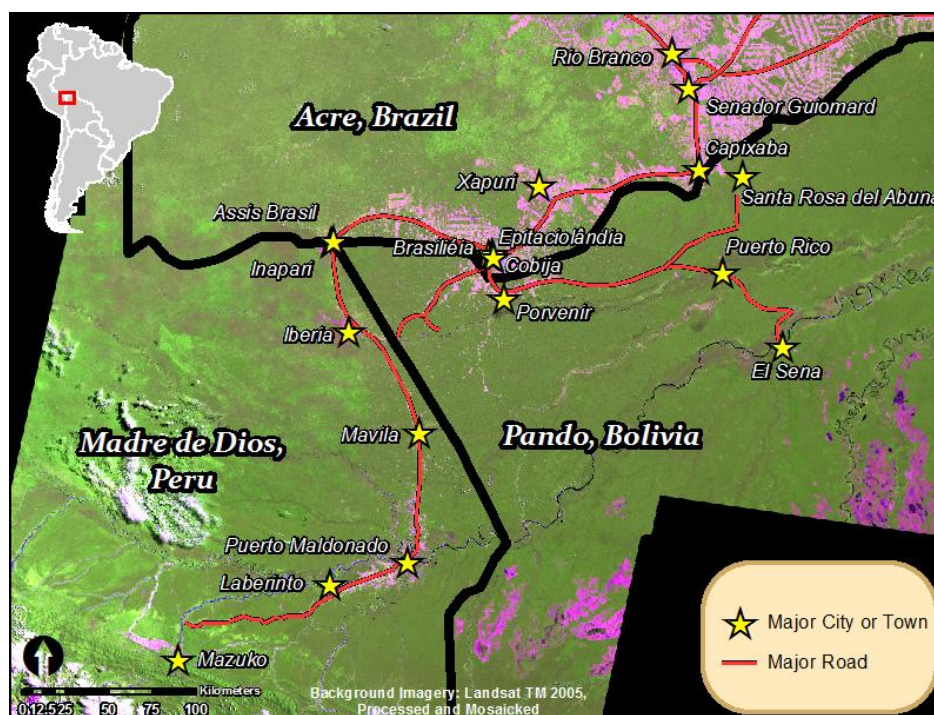 Rio Branco
Acre, Brazil
Senador Guiomard
Capixaba
Xapuri
Santa Rosa del Abuna
Assis Brasil
Epitaciolândia
Brasiléia
Puerto Rico
Inapari
Cobija
Porvenir
Iberia
El Sena
Mavila
Pando, Bolivia
Madre de Dios,
Peru
Puerto Maldonado
Laberinto
Major City or Town
Mazuko
Major Road
Kilometers
0 12.5 25 50 75 100
Background Imagery: Landsat TM 2005,
Processed and Mosaicked